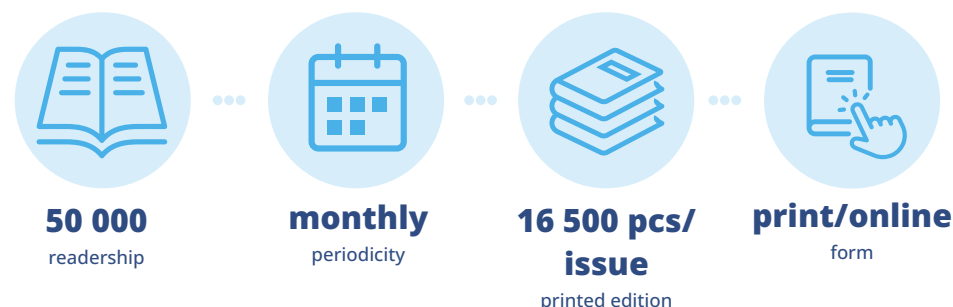 50 000
readership
monthly
periodicity
16 500 pcs/
issue
printed edition
print/online
form